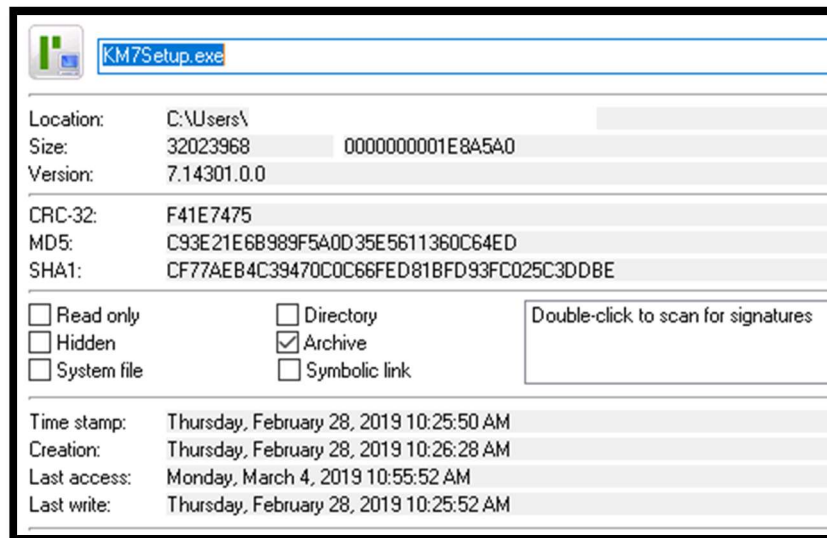 KM7Setup.exe
Location: C:\Users\
Size: 32023968 0000000001E8A5A0
Version: 7.14301.0.0
CRC-32: F41E7475
MD5: C93E21E6B989F5A0D35E5611360C64ED
SHA1: CF77AEB4C39470C0C66FED81BFD93FC025C3DDBE
Read only Directory Double-click to scan for signatures
Hidden Archive
System file Symbolic link
Time stamp: Thursday, February 28, 2019 10:25:50 AM
Creation: Thursday, February 28, 2019 10:26:28 AM
Last access: Monday, March 4, 2019 10:55:52 AM
Last write: Thursday, February 28, 2019 10:25:52 AM